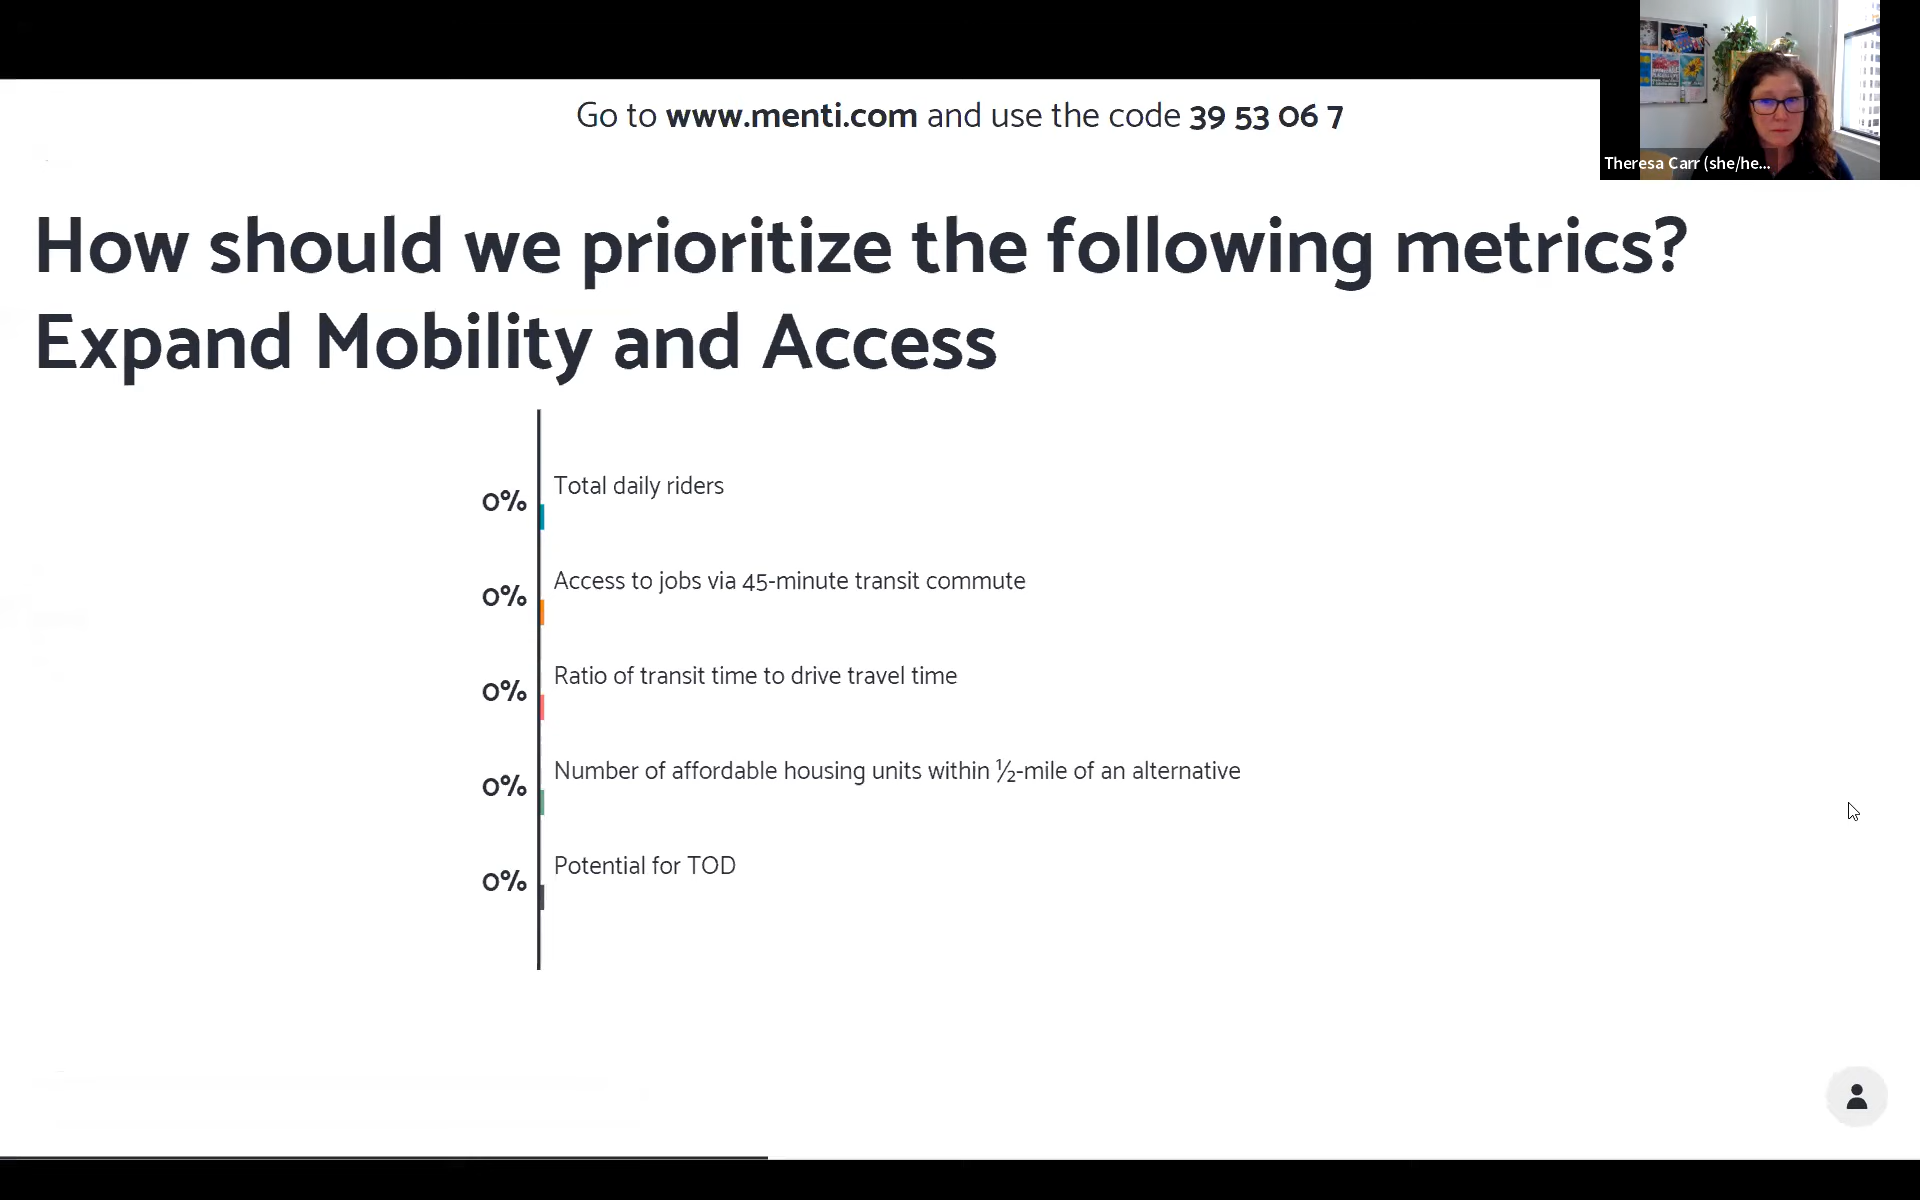 Go to www.menti.com and use the code 39 53 06 7
Theresa Carr (she/he...
How should we prioritize the following metrics?
Expand Mobility and Access
0% Total daily riders
0% Access to jobs via 45-minute transit commute
0% Ratio of transit time to drive travel time
0% Number of affordable housing units within ½-mile of an alternative
0% Potential for TOD